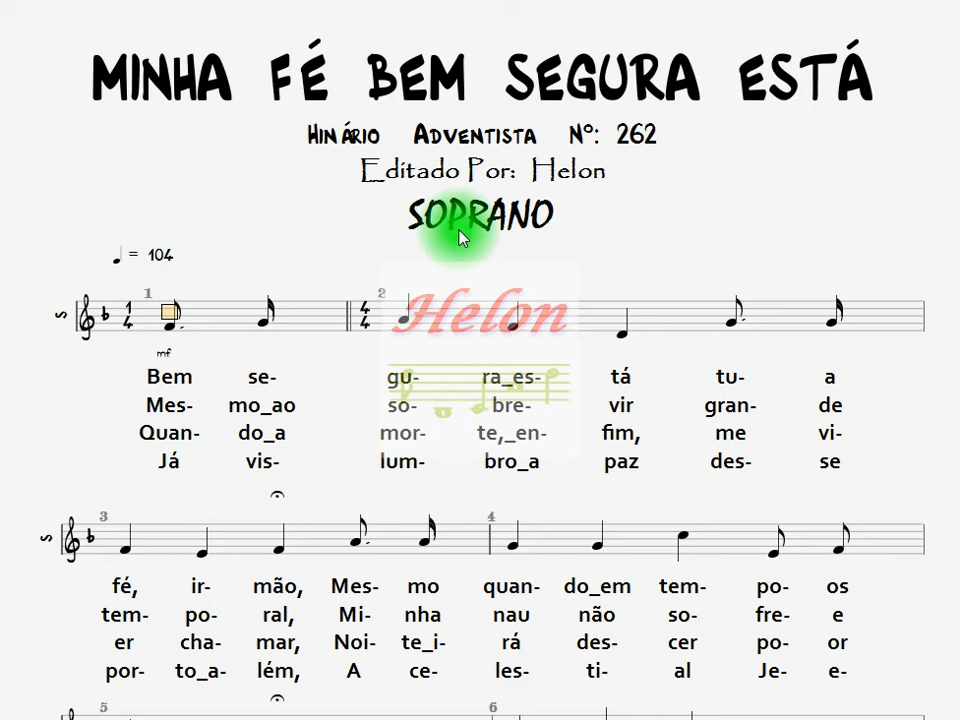 MINHA FÉ BEM SEGURA ESTÁ
HINÁRIO ADVENTISTA Nº: 262
Editado Por: Helon
SOPRANO
= 104
1 2
S
1 4 4 4
Helon
mf
Bem se- gu- ra_es- tá tu- a
Mes- mo_ao so- bre- vir gran- de
Quan- do_a mor- te,_en- fim, me vi-
Já vis- lum- bro_a paz des- se
3 4
S
fé, ir- mão, Mes- mo quan- do_em tem- po- os
tem- po- ral, Mi- nha nau não so- fre- e
er cha- mar, Noi- te_i- rá des- cer po- or
por- to_a- lém, A ce- les- ti- al Je- e-
5 6